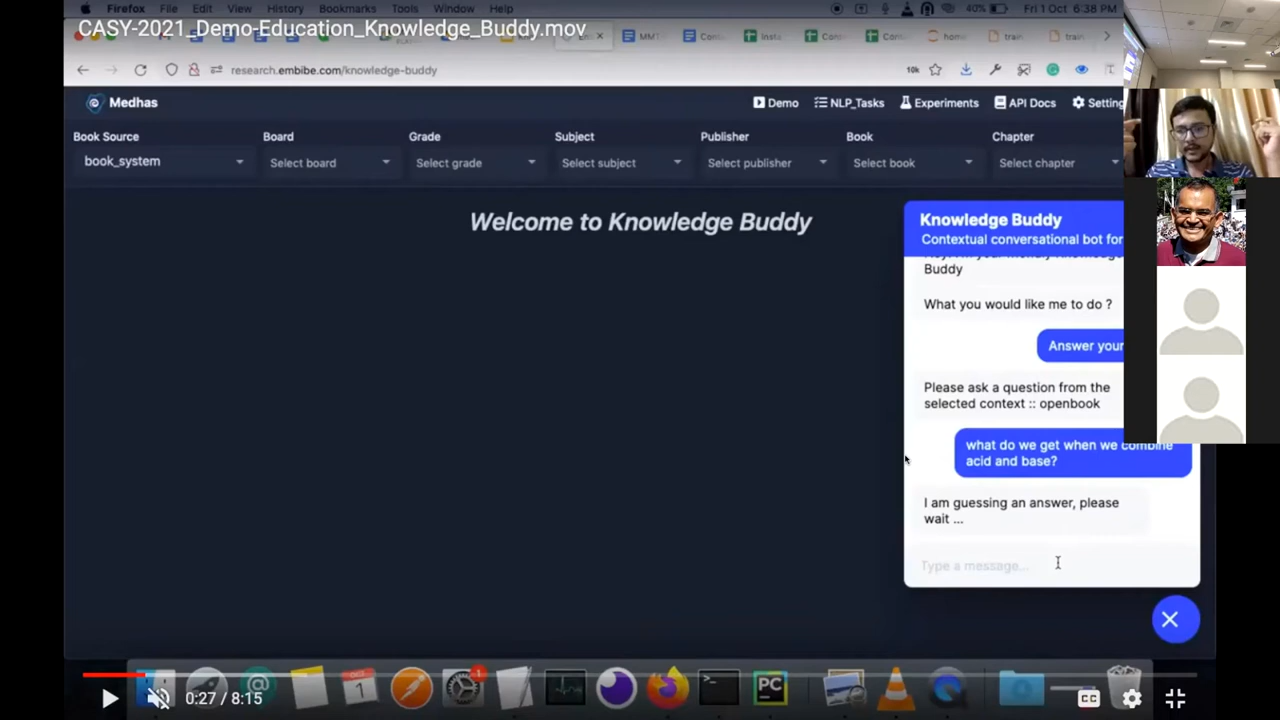 Firefox File Edit View History Bookmarks Tools Window Help
40% Fri 1 Oct 6:38 PM
CASY-2021_Demo-Education_Knowledge_Buddy.mov
research.embibe.com/knowledge-buddy
Medhas
Demo NLP_Tasks Experiments API Docs Setting
Book Source Board Grade Subject Publisher Book Chapter
book_system Select board Select grade Select subject Select publisher Select book Select chapter
Welcome to Knowledge Buddy
Knowledge Buddy
Contextual conversational bot for
Buddy
What you would like me to do ?
Answer your
Please ask a question from the
selected context :: openbook
what do we get when we combine
acid and base?
I am guessing an answer, please
wait ...
Type a message...
PC
0:27 / 8:15
CC